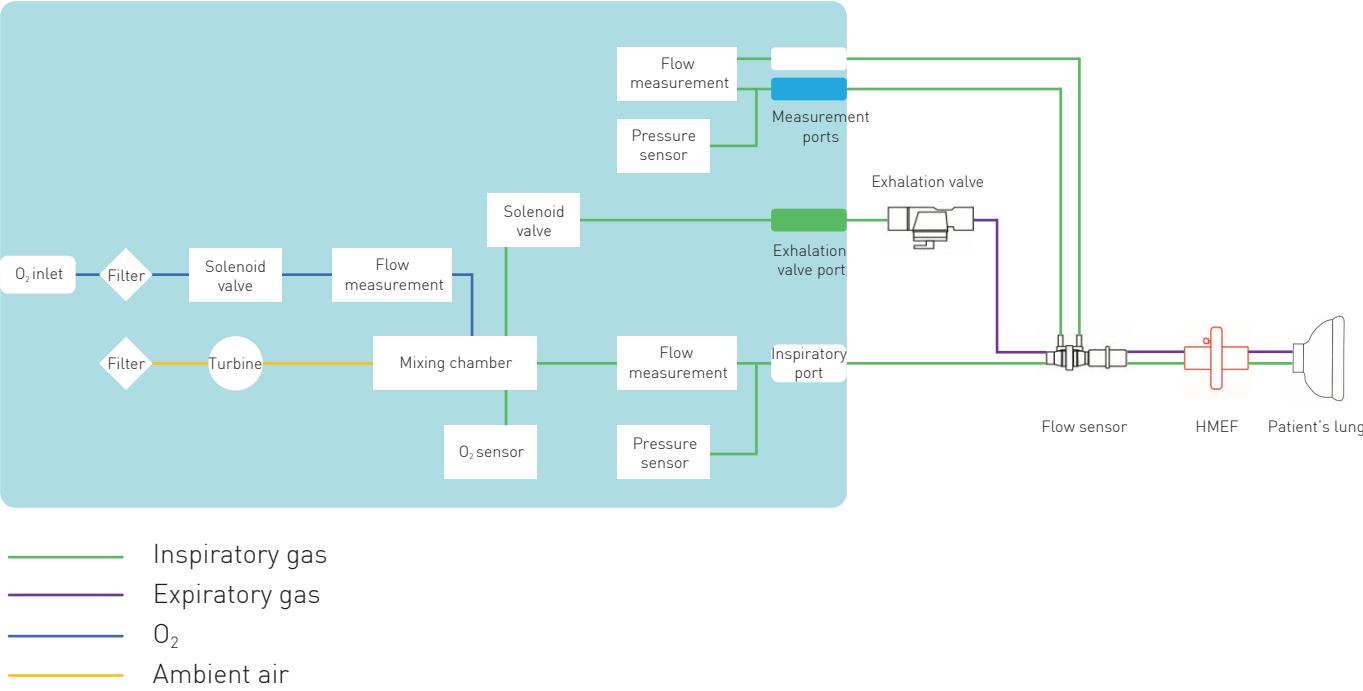 Flow
measurement
Pressure
sensor
Measurement
ports
Exhalation valve
Solenoid
valve
Exhalation
valve port
O₂ inlet
Filter
Solenoid
valve
Flow
measurement
Filter
Turbine
Mixing chamber
Flow
measurement
Inspiratory
port
O₂ sensor
Pressure
sensor
Flow sensor
HMEF
Patient's lung
Inspiratory gas
Expiratory gas
O₂
Ambient air